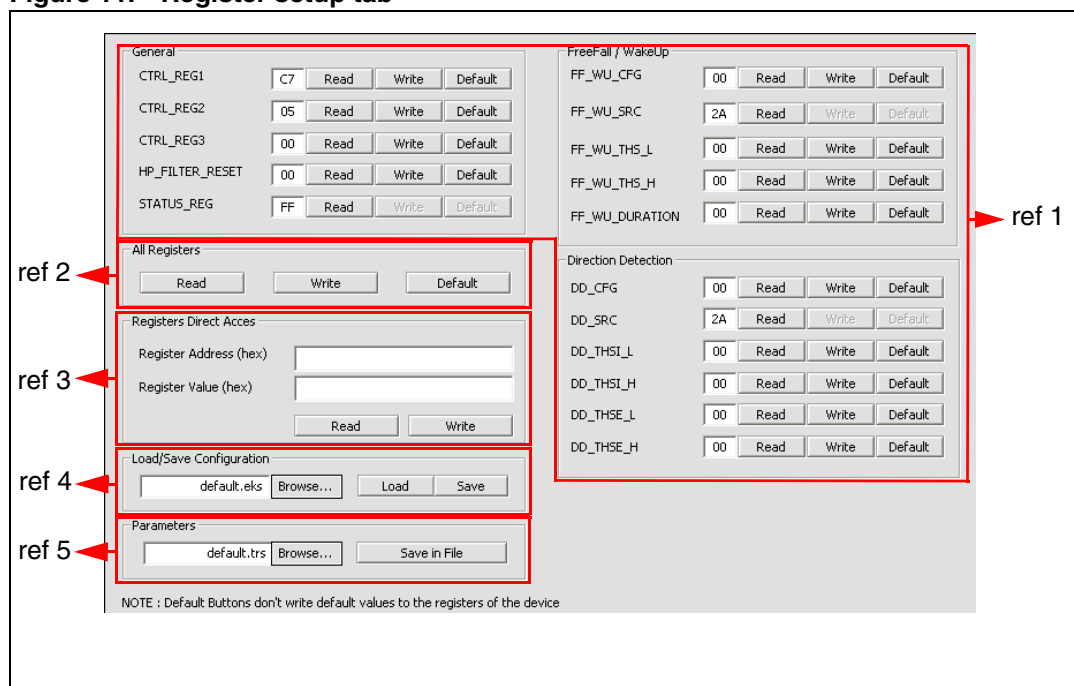 Figure 11. Register setup tab
General
CTRL_REG1 C7 Read Write Default
CTRL_REG2 05 Read Write Default
CTRL_REG3 00 Read Write Default
HP_FILTER_RESET 00 Read Write Default
STATUS_REG FF Read Write Default
FreeFall / WakeUp
FF_WU_CFG 00 Read Write Default
FF_WU_SRC 2A Read Write Default
FF_WU_THS_L 00 Read Write Default
FF_WU_THS_H 00 Read Write Default
FF_WU_DURATION 00 Read Write Default
ref 1
ref 2
All Registers
Read Write Default
Direction Detection
DD_CFG 00 Read Write Default
DD_SRC 2A Read Write Default
DD_THSI_L 00 Read Write Default
DD_THSI_H 00 Read Write Default
DD_THSE_L 00 Read Write Default
DD_THSE_H 00 Read Write Default
ref 3
Registers Direct Acces
Register Address (hex)
Register Value (hex)
Read Write
ref 4
Load/Save Configuration
default.eks Browse... Load Save
ref 5
Parameters
default.trs Browse... Save in File
NOTE : Default Buttons don't write default values to the registers of the device